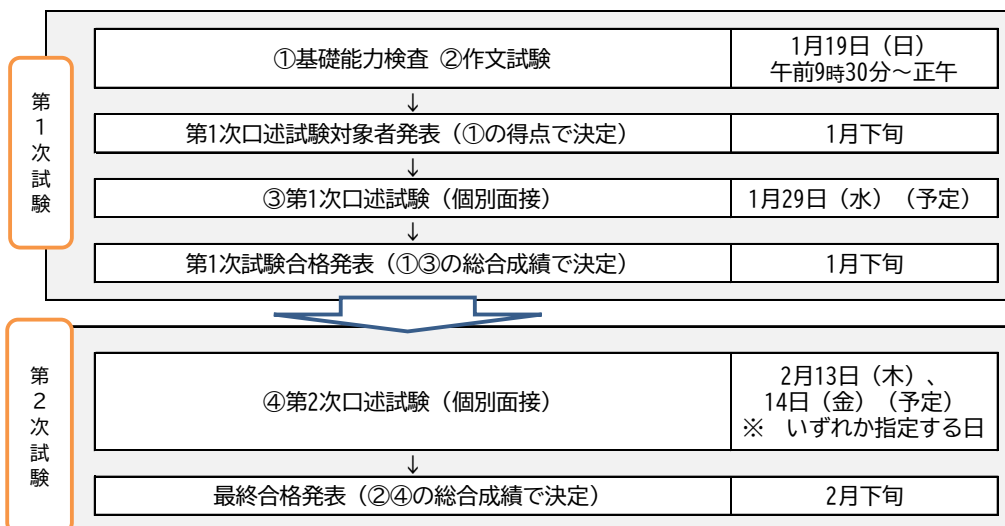 第1次試験
①基礎能力検査 ②作文試験
1月19日（日）
午前9時30分～正午
↓
第1次口述試験対象者発表（①の得点で決定）
1月下旬
↓
③第1次口述試験（個別面接）
1月29日（水）（予定）
↓
第1次試験合格発表（①③の総合成績で決定）
1月下旬
第2次試験
④第2次口述試験（個別面接）
2月13日（木）、
14日（金）（予定）
※　いずれか指定する日
↓
最終合格発表（②④の総合成績で決定）
2月下旬